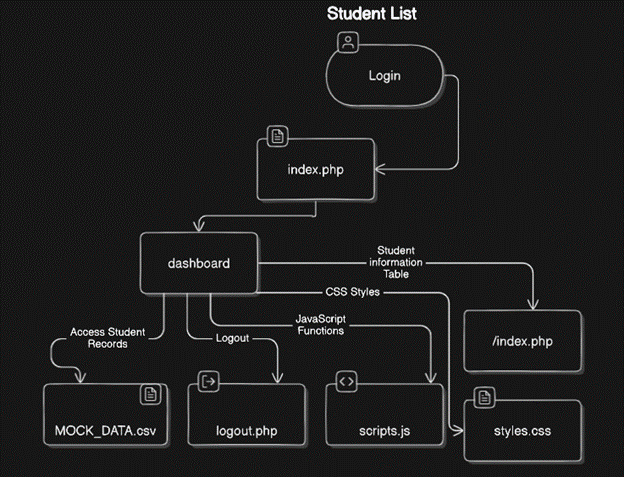 Student List
Login
index.php
dashboard
Student
information
Table
CSS Styles
/index.php
JavaScript
Functions
Access Student
Records
Logout
MOCK_DATA.csv
logout.php
scripts.js
styles.css